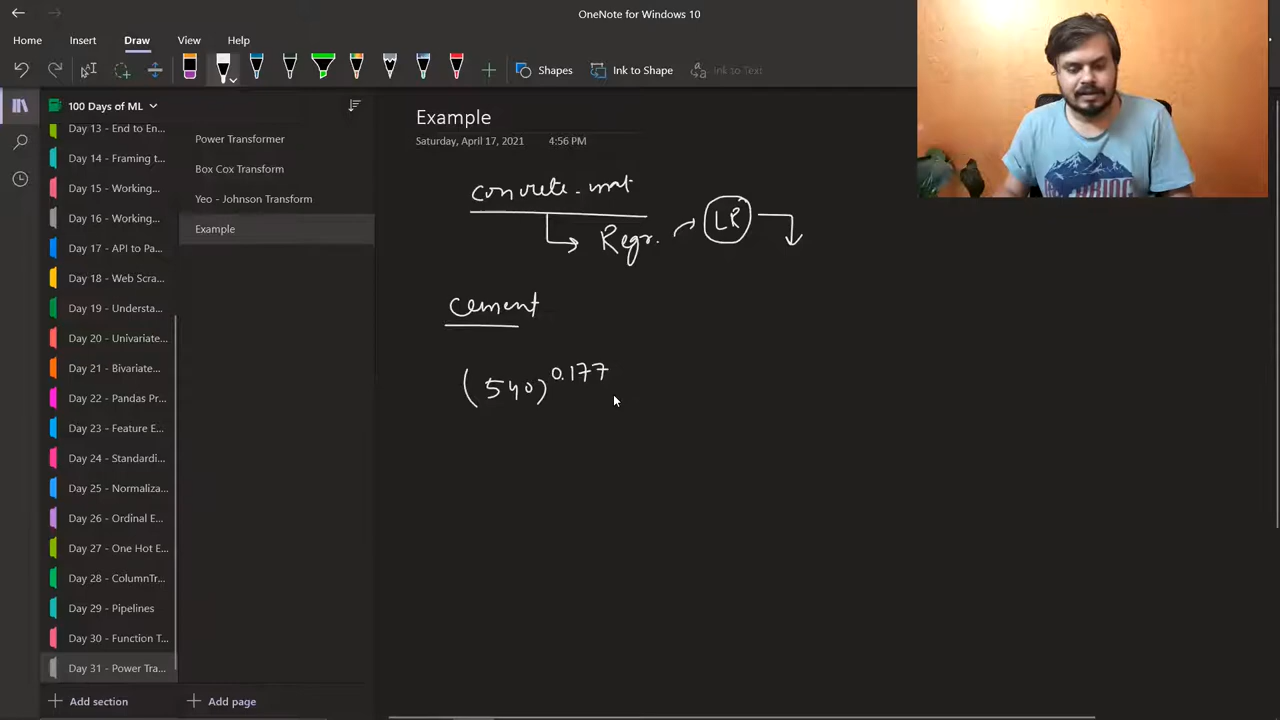 OneNote for Windows 10
Home
Insert
Draw
View
Help
Shapes
Ink to Shape
Ink to Text
100 Days of ML
Day 13 - End to En...
Day 14 - Framing t...
Day 15 - Working...
Day 16 - Working...
Day 17 - API to Pa...
Day 18 - Web Scra...
Day 19 - Understa...
Day 20 - Univariate...
Day 21 - Bivariate...
Day 22 - Pandas Pr...
Day 23 - Feature E...
Day 24 - Standardi...
Day 25 - Normaliza...
Day 26 - Ordinal E...
Day 27 - One Hot E...
Day 28 - ColumnTr...
Day 29 - Pipelines
Day 30 - Function T...
Day 31 - Power Tra...
Add section
Power Transformer
Box Cox Transform
Yeo - Johnson Transform
Example
Add page
Example
Saturday, April 17, 2021 4:56 PM
concrete_mat
Regr. LR
cement
(540)^0.177